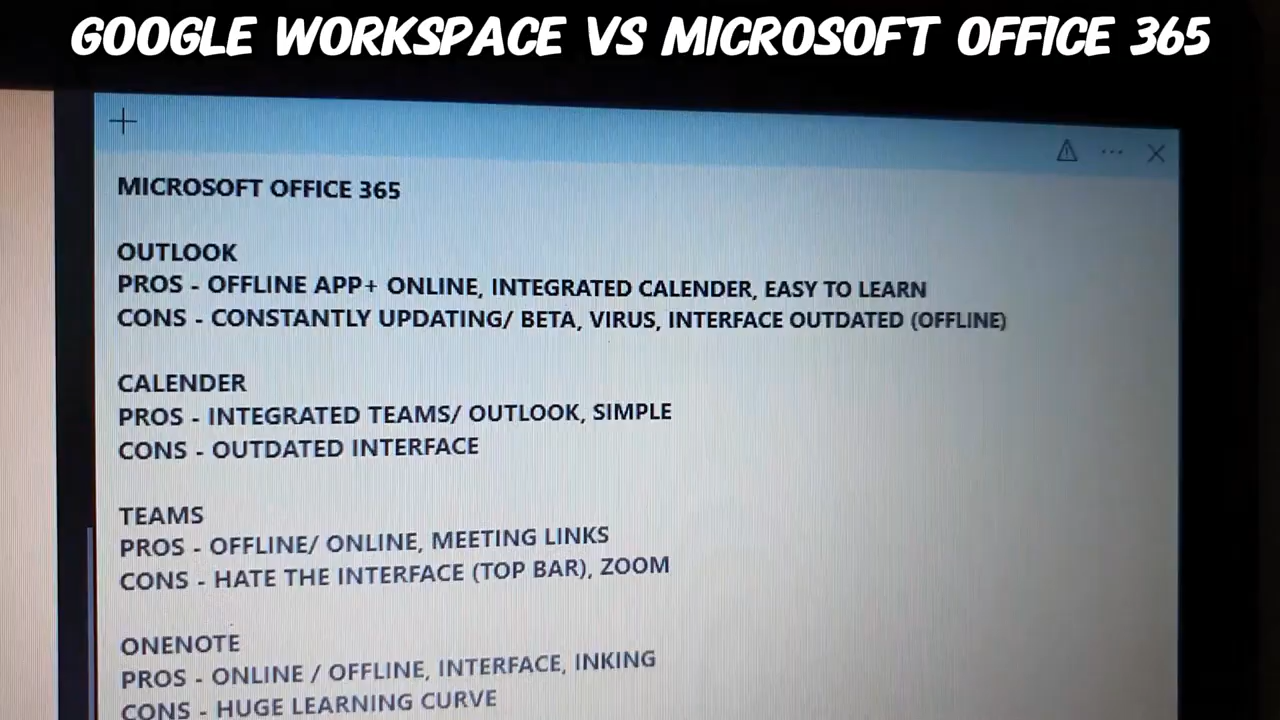 GOOGLE WORKSPACE VS MICROSOFT OFFICE 365
MICROSOFT OFFICE 365
OUTLOOK
PROS - OFFLINE APP+ ONLINE, INTEGRATED CALENDER, EASY TO LEARN
CONS - CONSTANTLY UPDATING/ BETA, VIRUS, INTERFACE OUTDATED (OFFLINE)
CALENDER
PROS - INTEGRATED TEAMS/ OUTLOOK, SIMPLE
CONS - OUTDATED INTERFACE
TEAMS
PROS - OFFLINE/ ONLINE, MEETING LINKS
CONS - HATE THE INTERFACE (TOP BAR), ZOOM
ONENOTE
PROS - ONLINE / OFFLINE, INTERFACE, INKING
CONS - HUGE LEARNING CURVE